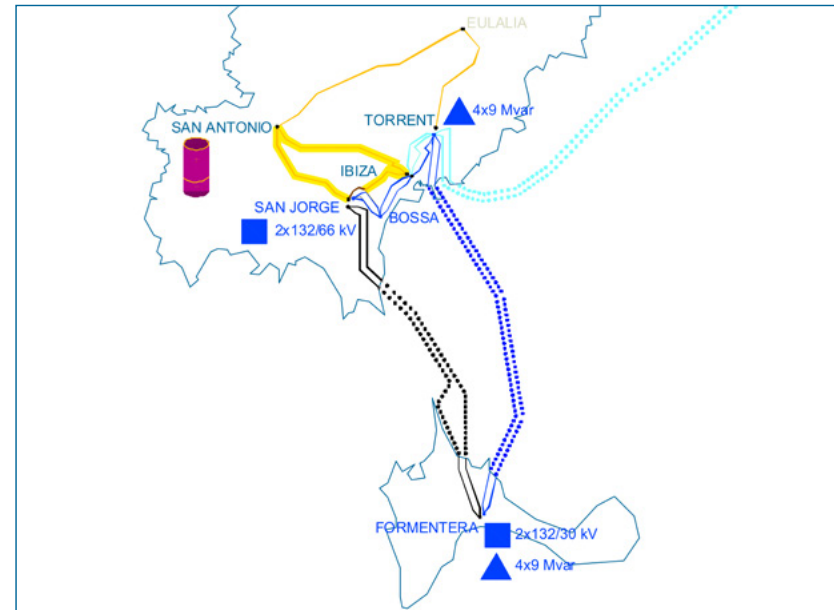 EULALIA
4x9 Mvar
TORRENT
SAN ANTONIO
IBIZA
SAN JORGE
BOSSA
2x132/66 kV
FORMENTERA
2x132/30 kV
4x9 Mvar